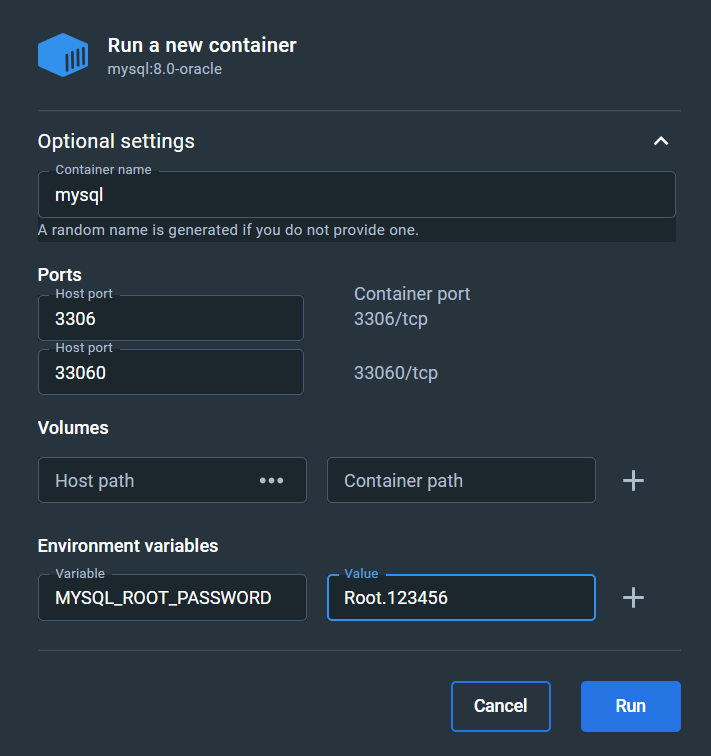 Run a new container
mysql:8.0-oracle
Optional settings
Container name
mysql
A random name is generated if you do not provide one.
Ports
Host port
Container port
3306
3306/tcp
Host port
33060
33060/tcp
Volumes
Host path
Container path
Environment variables
Variable
Value
MYSQL_ROOT_PASSWORD
Root.123456
Cancel
Run